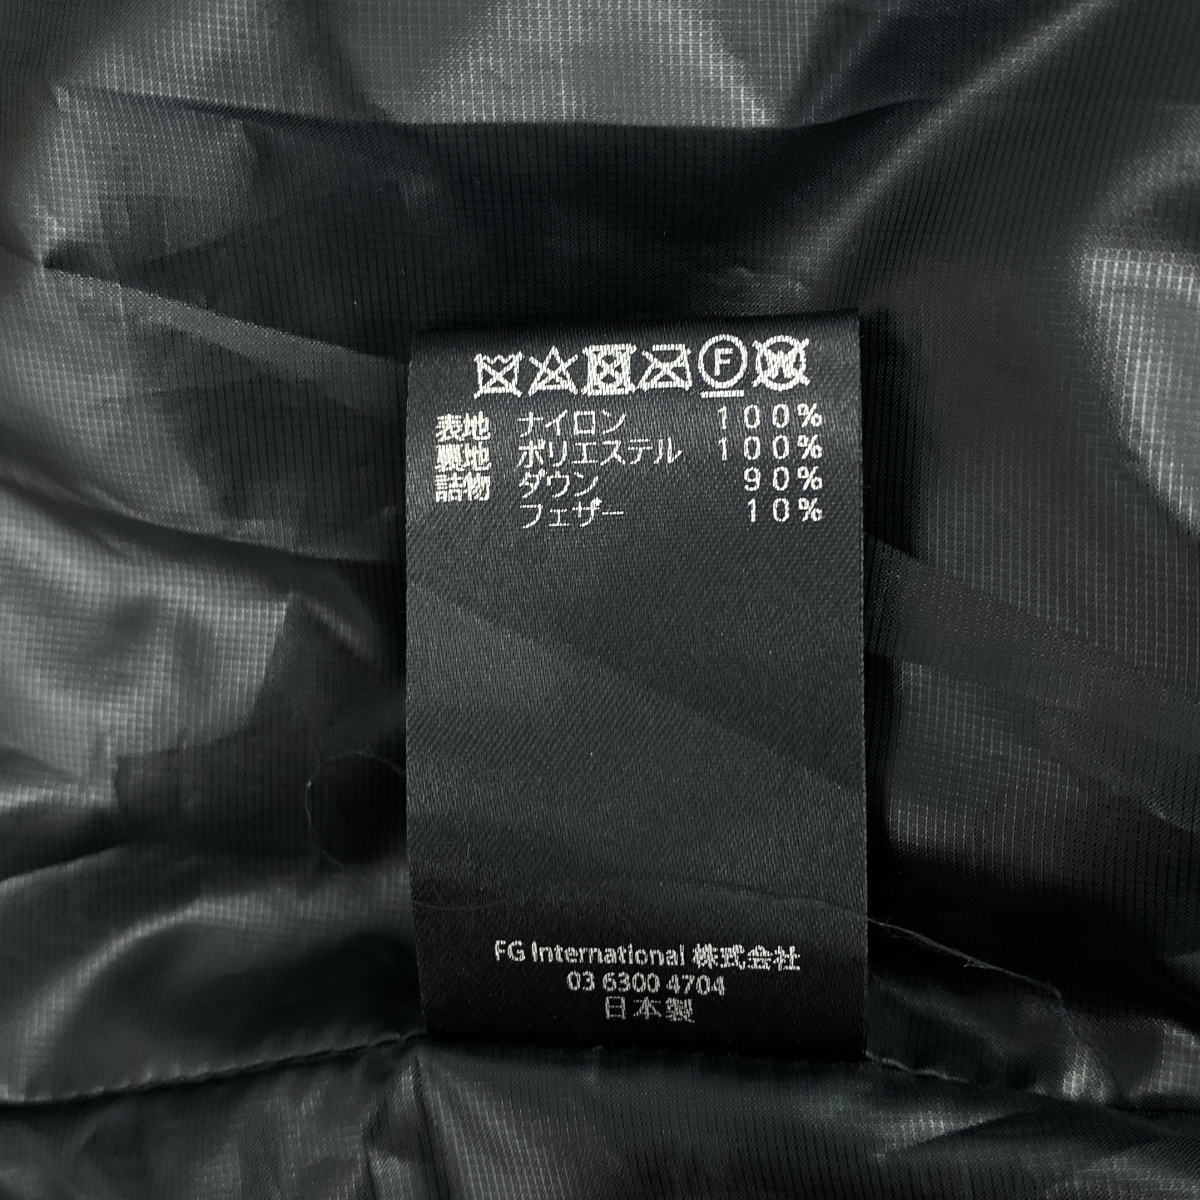 F W
表地 ナイロン 100%
裏地 ポリエステル 100%
詰物 ダウン 90%
フェザー 10%
FG International 株式会社
03 6300 4704
日本製